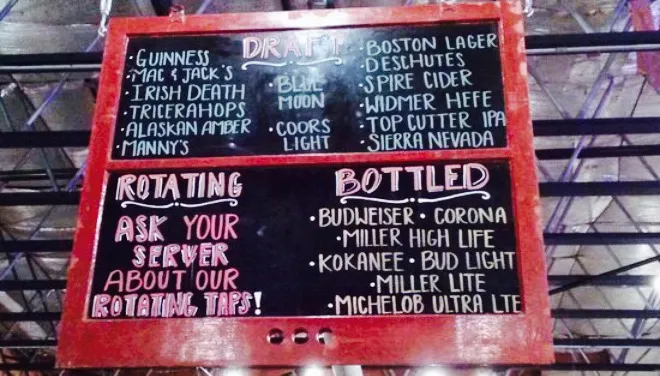 DRAFT
·GUINNESS
·MAC & JACK'S
·IRISH DEATH
·TRICERAHOPS
·ALASKAN AMBER
·MANNY'S
·BLUE
MOON
·COORS
LIGHT
·BOSTON LAGER
·DESCHUTES
·SPIRE CIDER
·WIDMER HEFE
·TOP CUTTER IPA
·SIERRA NEVADA
ROTATING
ASK YOUR
SERVER
ABOUT OUR
ROTATING TAPS!
BOTTLED
·BUDWEISER ·CORONA
·MILLER HIGH LIFE
·KOKANEE ·BUD LIGHT
·MILLER LITE
·MICHELOB ULTRA LTE